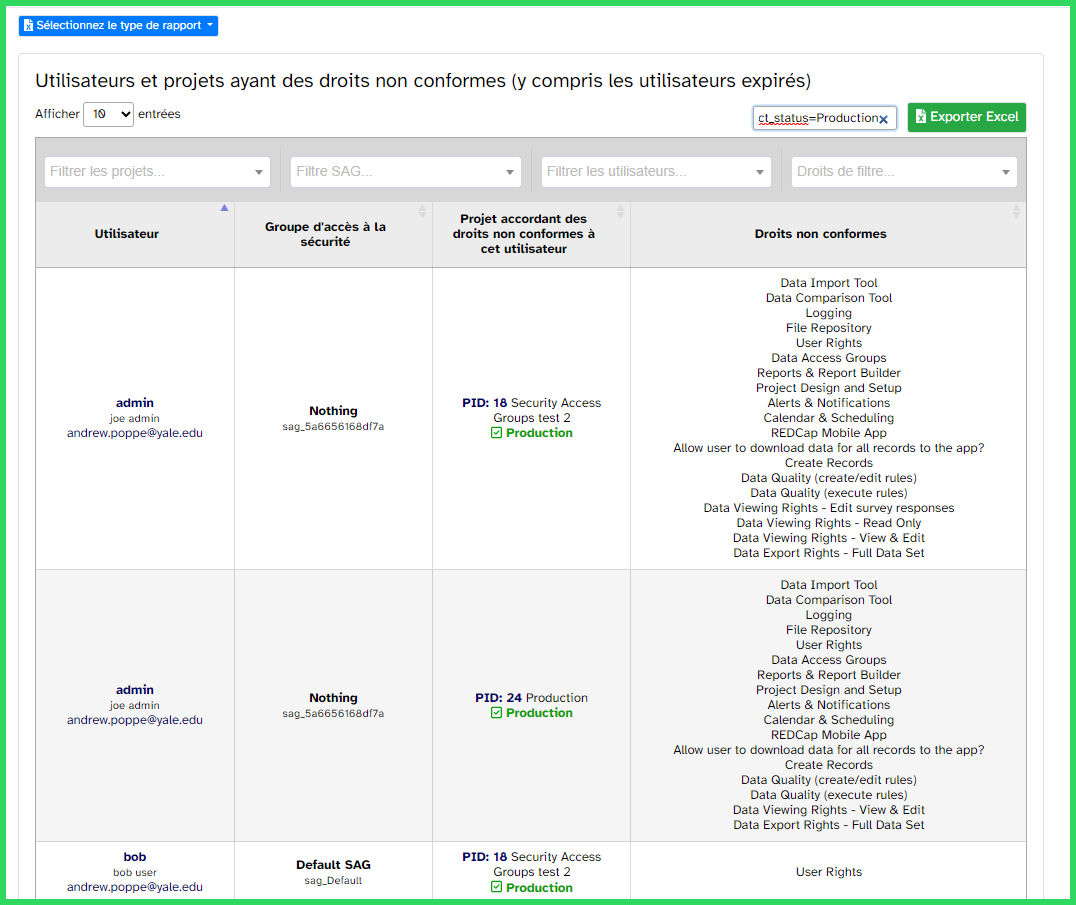 Sélectionnez le type de rapport
Utilisateurs et projets ayant des droits non conformes (y compris les utilisateurs expirés)
Afficher 10 entrées
ct_status=Production
Exporter Excel
Filtrer les projets...
Filtre SAG...
Filtrer les utilisateurs...
Droits de filtre...
Utilisateur
Groupe d'accès à la
sécurité
Projet accordant des
droits non conformes à
cet utilisateur
Droits non conformes
admin
joe admin
andrew.poppe@yale.edu
Nothing
sag_5a6656168df7a
PID: 18 Security Access
Groups test 2
Production
Data Import Tool
Data Comparison Tool
Logging
File Repository
User Rights
Data Access Groups
Reports & Report Builder
Project Design and Setup
Alerts & Notifications
Calendar & Scheduling
REDCap Mobile App
Allow user to download data for all records to the app?
Create Records
Data Quality (create/edit rules)
Data Quality (execute rules)
Data Viewing Rights - Edit survey responses
Data Viewing Rights - Read Only
Data Viewing Rights - View & Edit
Data Export Rights - Full Data Set
admin
joe admin
andrew.poppe@yale.edu
Nothing
sag_5a6656168df7a
PID: 24 Production
Production
Data Import Tool
Data Comparison Tool
Logging
File Repository
User Rights
Data Access Groups
Reports & Report Builder
Project Design and Setup
Alerts & Notifications
Calendar & Scheduling
REDCap Mobile App
Allow user to download data for all records to the app?
Create Records
Data Quality (create/edit rules)
Data Quality (execute rules)
Data Viewing Rights - View & Edit
Data Export Rights - Full Data Set
bob
bob user
andrew.poppe@yale.edu
Default SAG
sag_Default
PID: 18 Security Access
Groups test 2
Production
User Rights